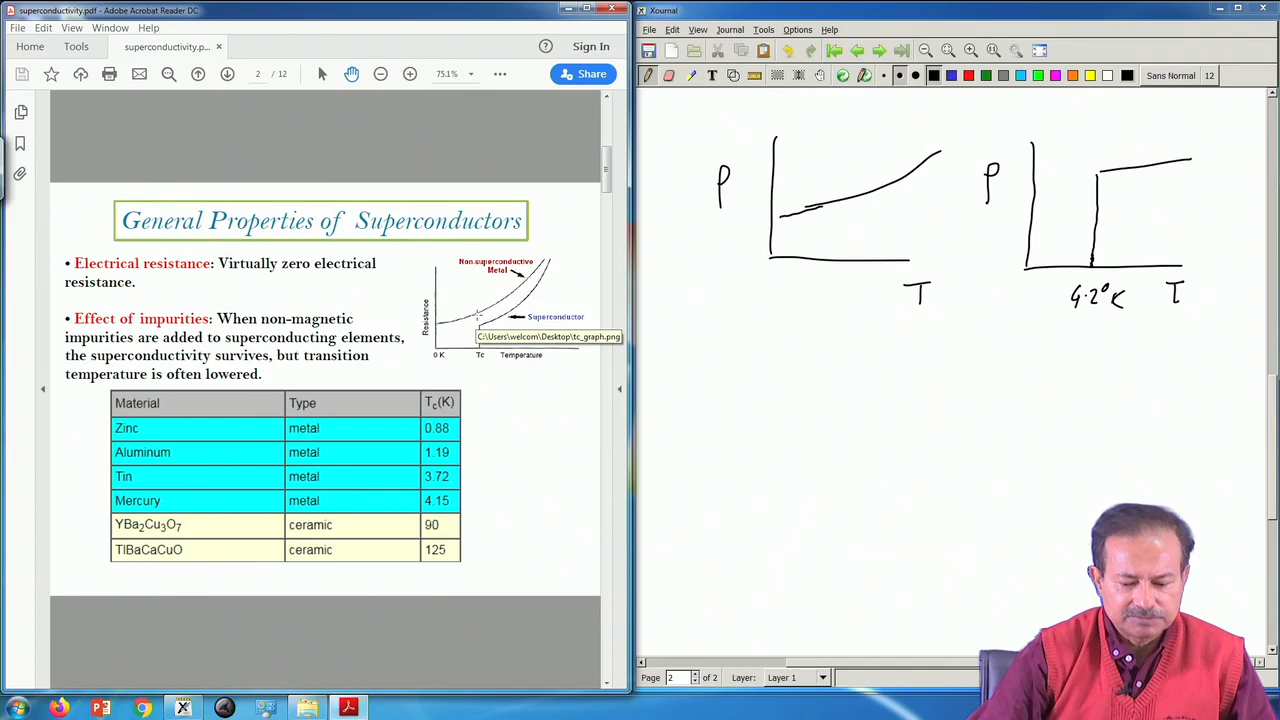 superconductivity.pdf - Adobe Acrobat Reader DC
File Edit View Window Help
Home Tools superconductivity.p... × Sign In
2 / 12 75.1% Share
General Properties of Superconductors
• Electrical resistance: Virtually zero electrical
resistance.
• Effect of impurities: When non-magnetic
impurities are added to superconducting elements,
the superconductivity survives, but transition
temperature is often lowered.
Non-superconductive
Metal
Resistance
Superconductor
C:\Users\welcom\Desktop\tc_graph.png
0 K Tc Temperature
Material Type Tc(K)
Zinc metal 0.88
Aluminum metal 1.19
Tin metal 3.72
Mercury metal 4.15
YBa2Cu3O7 ceramic 90
TlBaCaCuO ceramic 125
Xournal
File Edit View Journal Tools Options Help
Sans Normal 12
ρ ρ
T 4.2°K T
Page 2 of 2 Layer: Layer 1